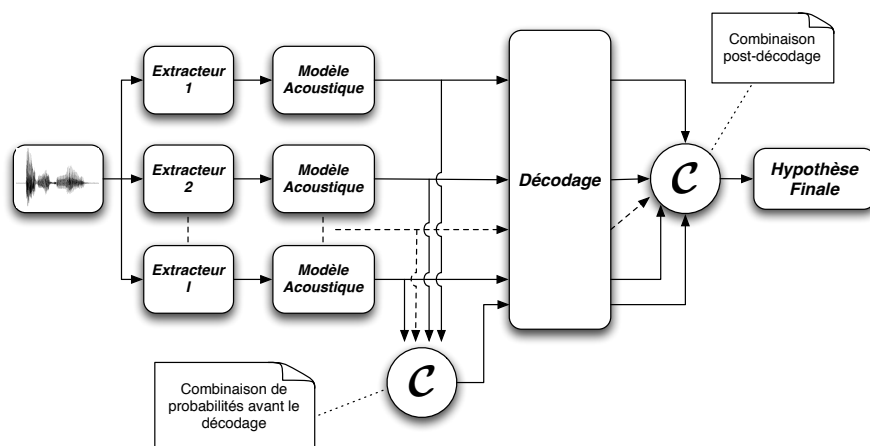 Combinaison
post-décodage
Extracteur
1
Modèle
Acoustique
Extracteur
2
Modèle
Acoustique
Décodage
C
Hypothèse
Finale
Extracteur
I
Modèle
Acoustique
C
Combinaison de
probabilités avant le
décodage